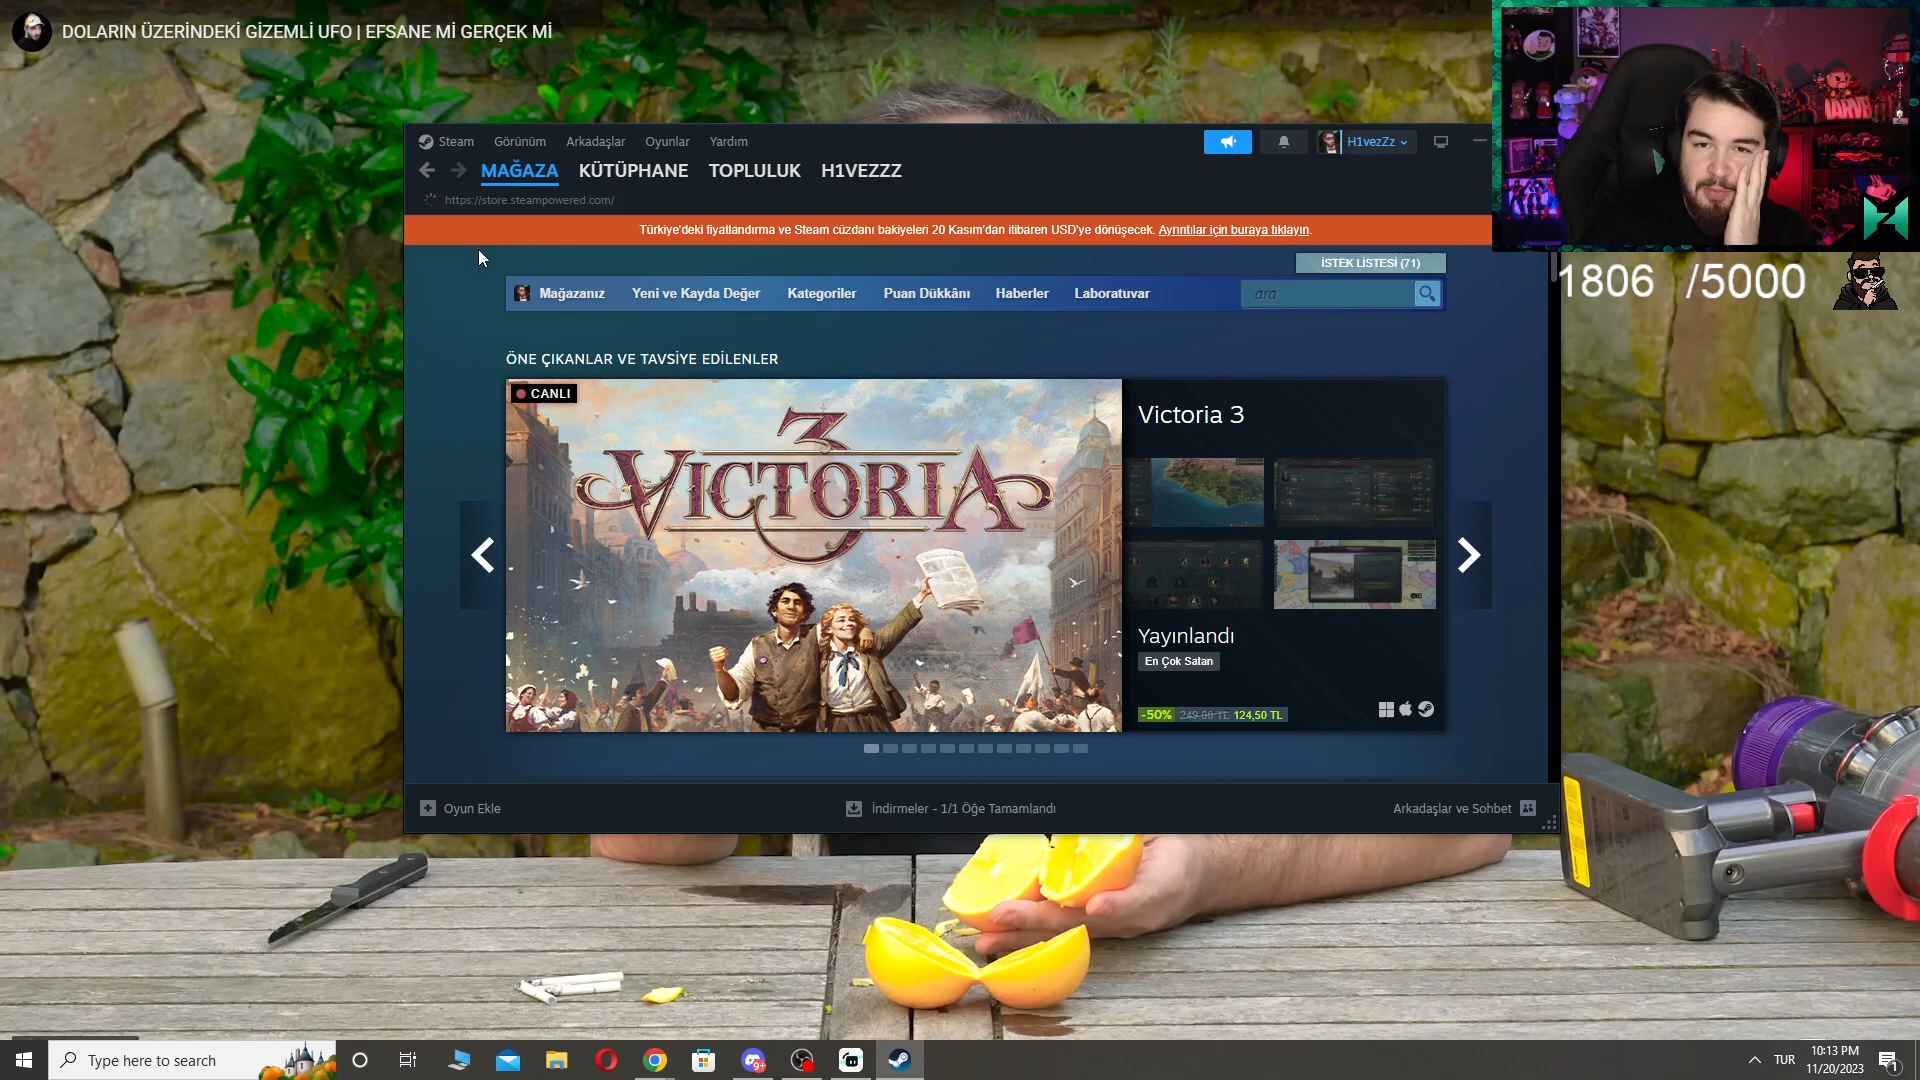 DOLARIN ÜZERİNDEKİ GİZEMLİ UFO | EFSANE Mİ GERÇEK Mİ
Steam Görünüm Arkadaşlar Oyunlar Yardım
H1vezZz
MAĞAZA KÜTÜPHANE TOPLULUK H1VEZZZ
https://store.steampowered.com/
Türkiye'deki fiyatlandırma ve Steam cüzdanı bakiyeleri 20 Kasım'dan itibaren USD'ye dönüşecek. Ayrıntılar için buraya tıklayın.
İSTEK LİSTESİ (71)
Mağazanız Yeni ve Kayda Değer Kategoriler Puan Dükkânı Haberler Laboratuvar
ara
1806 /5000
ÖNE ÇIKANLAR VE TAVSİYE EDİLENLER
CANLI
3
VICTORIA
Victoria 3
Yayınlandı
En Çok Satan
-50% 249,00 TL 124,50 TL
Oyun Ekle
İndirmeler - 1/1 Öğe Tamamlandı
Arkadaşlar ve Sohbet
MARVEL
Type here to search
9+
TUR
10:13 PM
11/20/2023
1